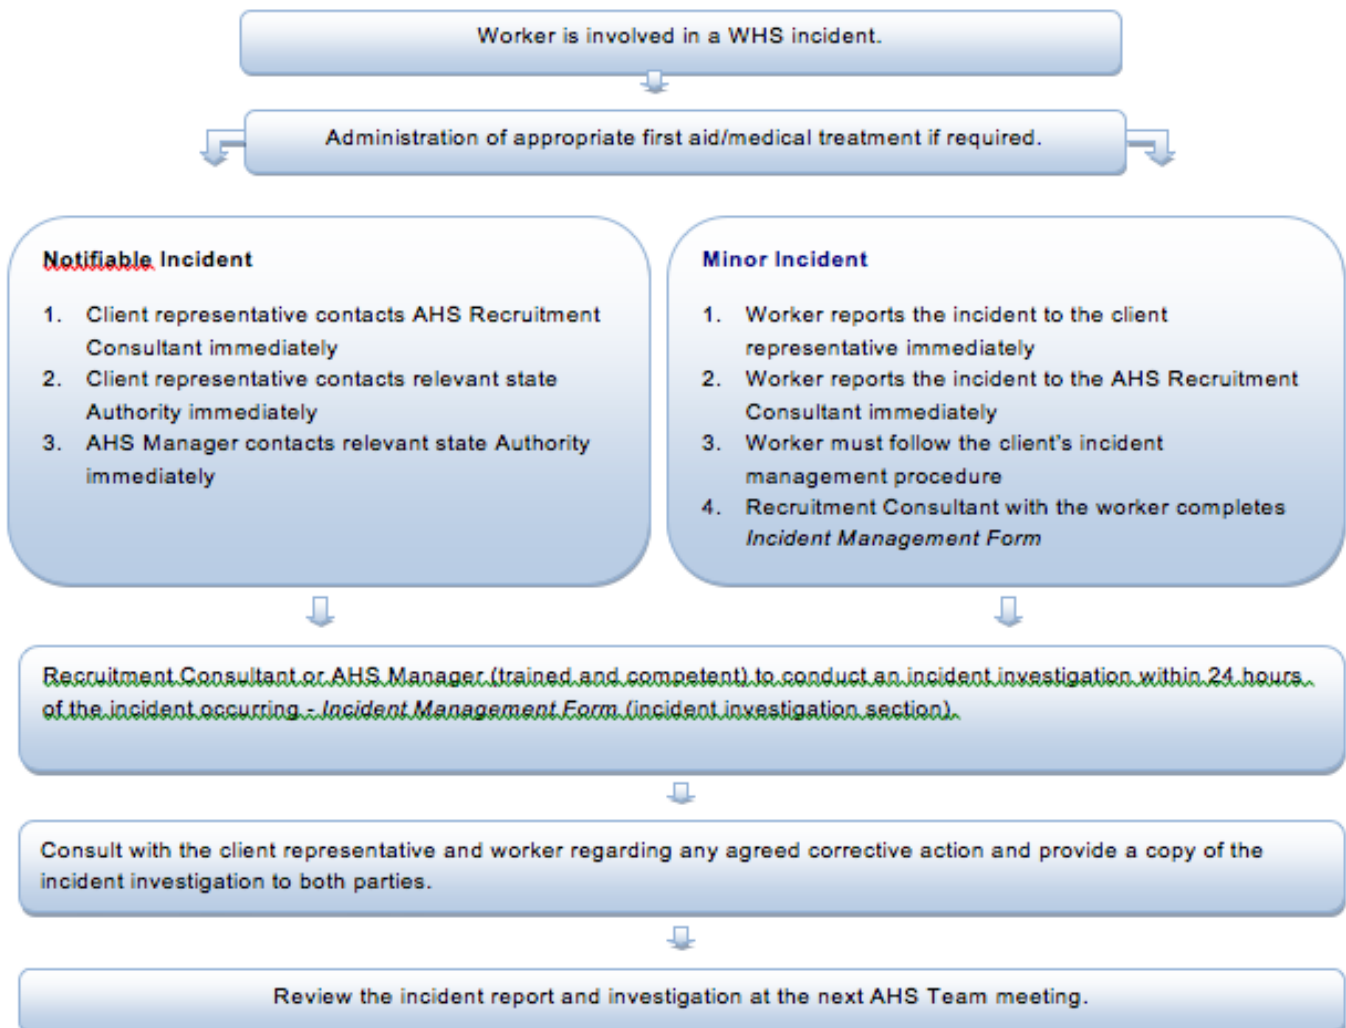 Worker is involved in a WHS incident.
Administration of appropriate first aid/medical treatment if required.
Notifiable Incident
1. Client representative contacts AHS Recruitment
Consultant immediately
2. Client representative contacts relevant state
Authority immediately
3. AHS Manager contacts relevant state Authority
immediately
Minor Incident
1. Worker reports the incident to the client
representative immediately
2. Worker reports the incident to the AHS Recruitment
Consultant immediately
3. Worker must follow the client's incident
management procedure
4. Recruitment Consultant with the worker completes
Incident Management Form
Recruitment Consultant or AHS Manager (trained and competent) to conduct an incident investigation within 24 hours
of the incident occurring - Incident Management Form (incident investigation section).
Consult with the client representative and worker regarding any agreed corrective action and provide a copy of the
incident investigation to both parties.
Review the incident report and investigation at the next AHS Team meeting.